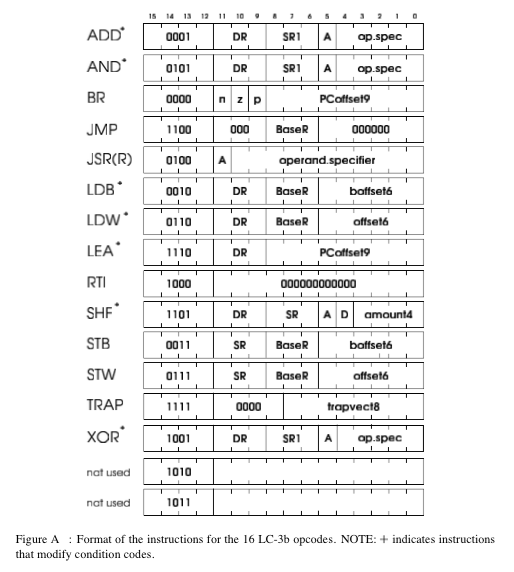 15 14 13 12 11 10 9 8 7 6 5 4 3 2 1 0
ADD* 0001 DR SR1 A op.spec
AND* 0101 DR SR1 A op.spec
BR 0000 n z p PCoffset9
JMP 1100 000 BaseR 000000
JSR(R) 0100 A operand.specifier
LDB* 0010 DR BaseR boffset6
LDW* 0110 DR BaseR offset6
LEA* 1110 DR PCoffset9
RTI 1000 000000000000
SHF* 1101 DR SR A D amount4
STB 0011 SR BaseR boffset6
STW 0111 SR BaseR offset6
TRAP 1111 0000 trapvect8
XOR* 1001 DR SR1 A op.spec
not used 1010
not used 1011
Figure A : Format of the instructions for the 16 LC-3b opcodes. NOTE: + indicates instructions
that modify condition codes.